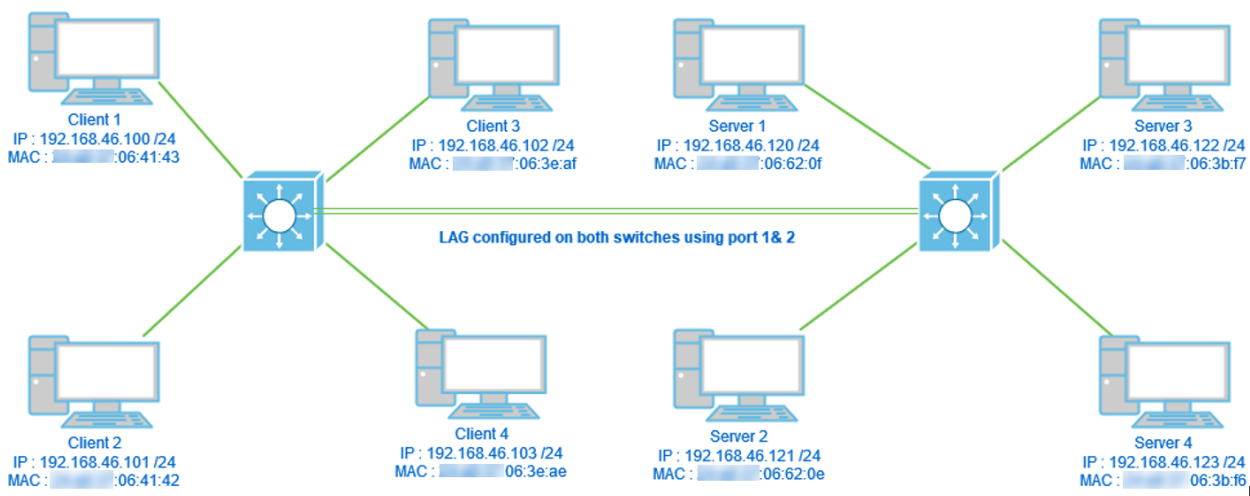 Client 1
IP : 192.168.46.100 /24
MAC : :06:41:43
Client 3
IP : 192.168.46.102 /24
MAC : :06:3e:af
Server 1
IP : 192.168.46.120 /24
MAC : :06:62:0f
Server 3
IP : 192.168.46.122 /24
MAC : :06:3b:f7
LAG configured on both switches using port 1& 2
Client 2
IP : 192.168.46.101 /24
MAC : :06:41:42
Client 4
IP : 192.168.46.103 /24
MAC : 06:3e:ae
Server 2
IP : 192.168.46.121 /24
MAC : :06:62:0e
Server 4
IP : 192.168.46.123 /24
MAC : 06:3b:f6